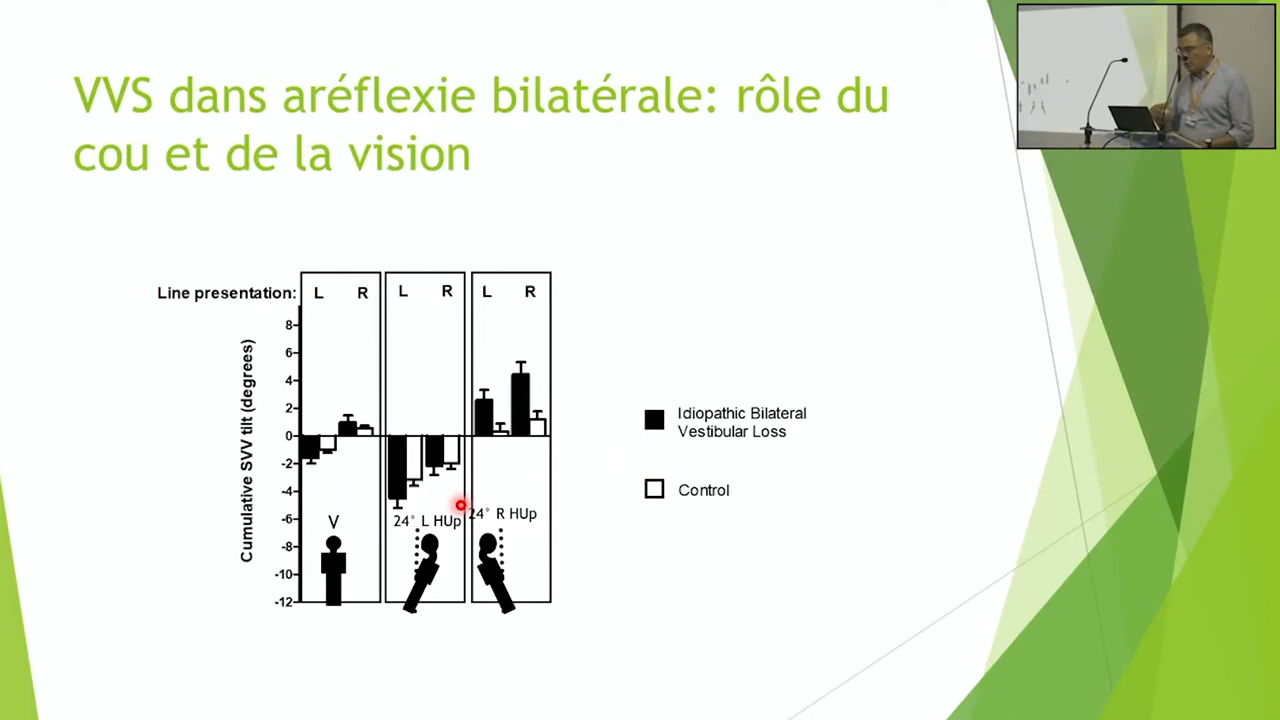 VVS dans aréflexie bilatérale: rôle du
cou et de la vision
Line presentation: L R L R L R
Cumulative SVV tilt (degrees)
8
6
4
2
0
-2
-4
-6
-8
-10
-12
V
24° L HUp
24° R HUp
Idiopathic Bilateral
Vestibular Loss
Control